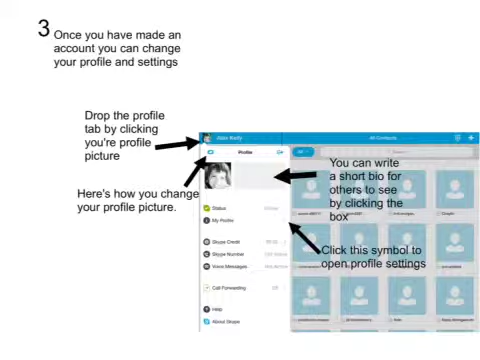 3 Once you have made an
account you can change
your profile and settings
Drop the profile
tab by clicking
you're profile
picture
Here's how you change
your profile picture.
All Contacts
Profile
All
You can write
a short bio for
others to see
by clicking the
box
Status
My Profile
Skype Credit
Skype Number
Voice Messages
Click this symbol to
open profile settings
Call Forwarding
Off
Help
About Skype